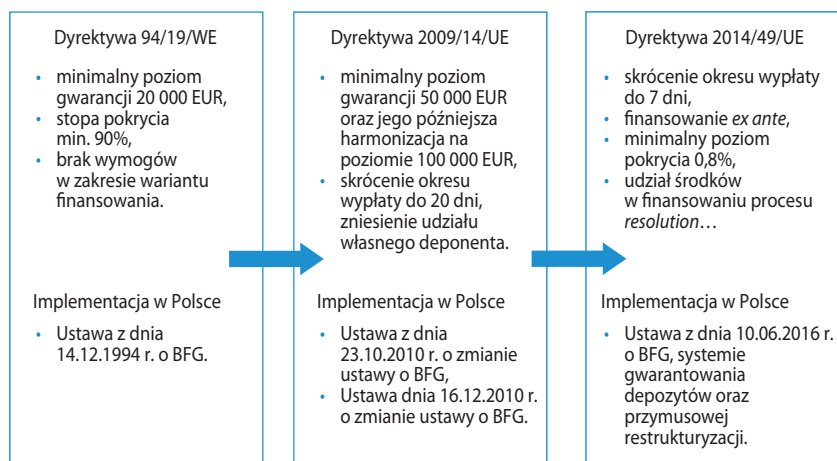 Dyrektywa 94/19/WE
• minimalny poziom
gwarancji 20 000 EUR,
• stopa pokrycia
min. 90%,
• brak wymogów
w zakresie wariantu
finansowania.
Implementacja w Polsce
• Ustawa z dnia
14.12.1994 r. o BFG.
Dyrektywa 2009/14/UE
• minimalny poziom
gwarancji 50 000 EUR
oraz jego późniejsza
harmonizacja na
poziomie 100 000 EUR,
• skrócenie okresu
wypłaty do 20 dni,
zniesienie udziału
własnego deponenta.
Implementacja w Polsce
• Ustawa z dnia
23.10.2010 r. o zmianie
ustawy o BFG,
• Ustawa dnia 16.12.2010 r.
o zmianie ustawy o BFG.
Dyrektywa 2014/49/UE
• skrócenie okresu wypłaty
do 7 dni,
• finansowanie ex ante,
• minimalny poziom
pokrycia 0,8%,
• udział środków
w finansowaniu procesu
resolution…
Implementacja w Polsce
• Ustawa z dnia 10.06.2016 r.
o BFG, systemie
gwarantowania
depozytów oraz
przymusowej
restrukturyzacji.